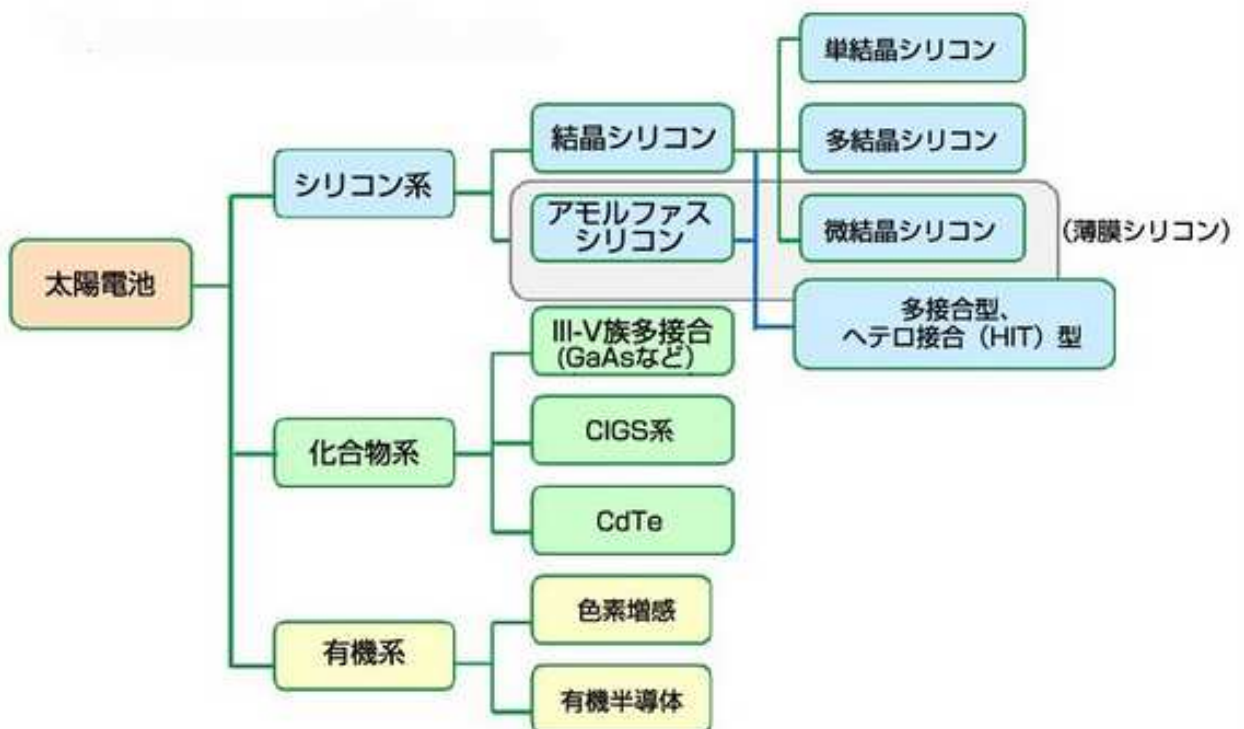 太陽電池
シリコン系
結晶シリコン
単結晶シリコン
多結晶シリコン
アモルファス
シリコン
微結晶シリコン
(薄膜シリコン)
多接合型、
ヘテロ接合（HIT）型
化合物系
III-V族多接合
(GaAsなど)
CIGS系
CdTe
有機系
色素増感
有機半導体